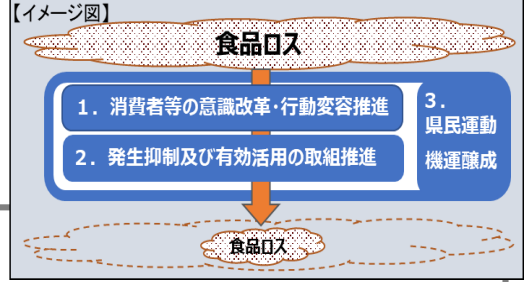 【イメージ図】
食品ロス
1．消費者等の意識改革・行動変容推進
2．発生抑制及び有効活用の取組推進
3．
県民運動
機運醸成
食品ロス